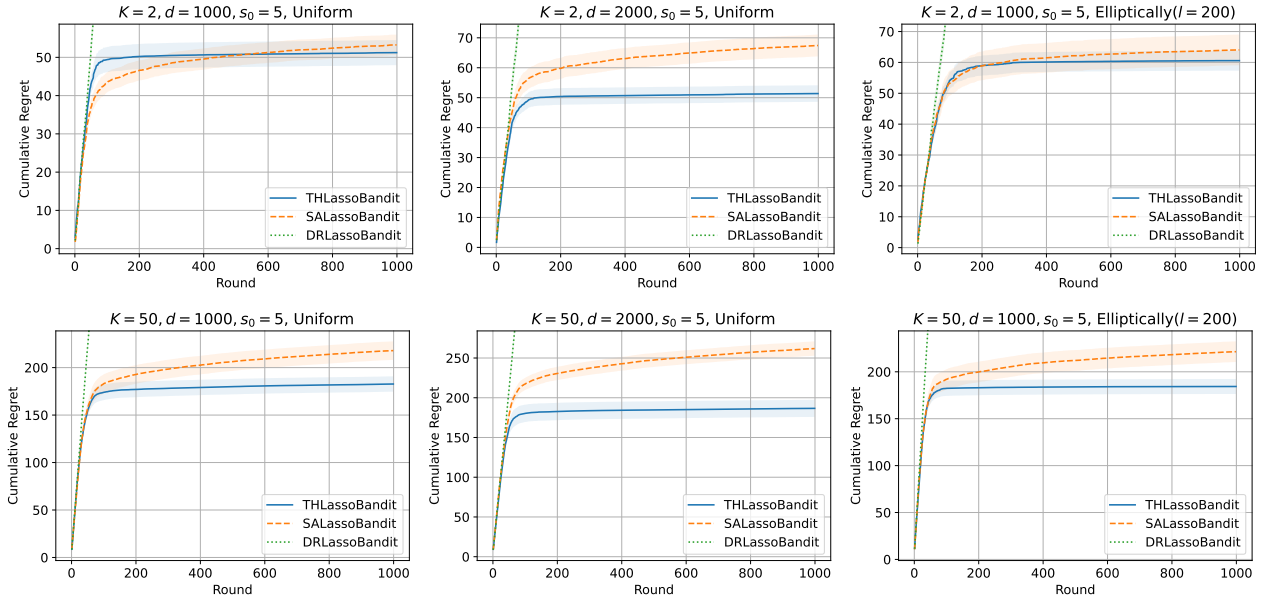 K = 2, d = 1000, s₀ = 5, Uniform
Cumulative Regret
50
40
30
20
10
0
THLassoBandit
SALassoBandit
DRLassoBandit
0 200 400 600 800 1000
Round
K = 2, d = 2000, s₀ = 5, Uniform
Cumulative Regret
70
60
50
40
30
20
10
0
THLassoBandit
SALassoBandit
DRLassoBandit
0 200 400 600 800 1000
Round
K = 2, d = 1000, s₀ = 5, Elliptically(l = 200)
Cumulative Regret
70
60
50
40
30
20
10
0
THLassoBandit
SALassoBandit
DRLassoBandit
0 200 400 600 800 1000
Round
K = 50, d = 1000, s₀ = 5, Uniform
Cumulative Regret
200
150
100
50
0
THLassoBandit
SALassoBandit
DRLassoBandit
0 200 400 600 800 1000
Round
K = 50, d = 2000, s₀ = 5, Uniform
Cumulative Regret
250
200
150
100
50
0
THLassoBandit
SALassoBandit
DRLassoBandit
0 200 400 600 800 1000
Round
K = 50, d = 1000, s₀ = 5, Elliptically(l = 200)
Cumulative Regret
200
150
100
50
0
THLassoBandit
SALassoBandit
DRLassoBandit
0 200 400 600 800 1000
Round